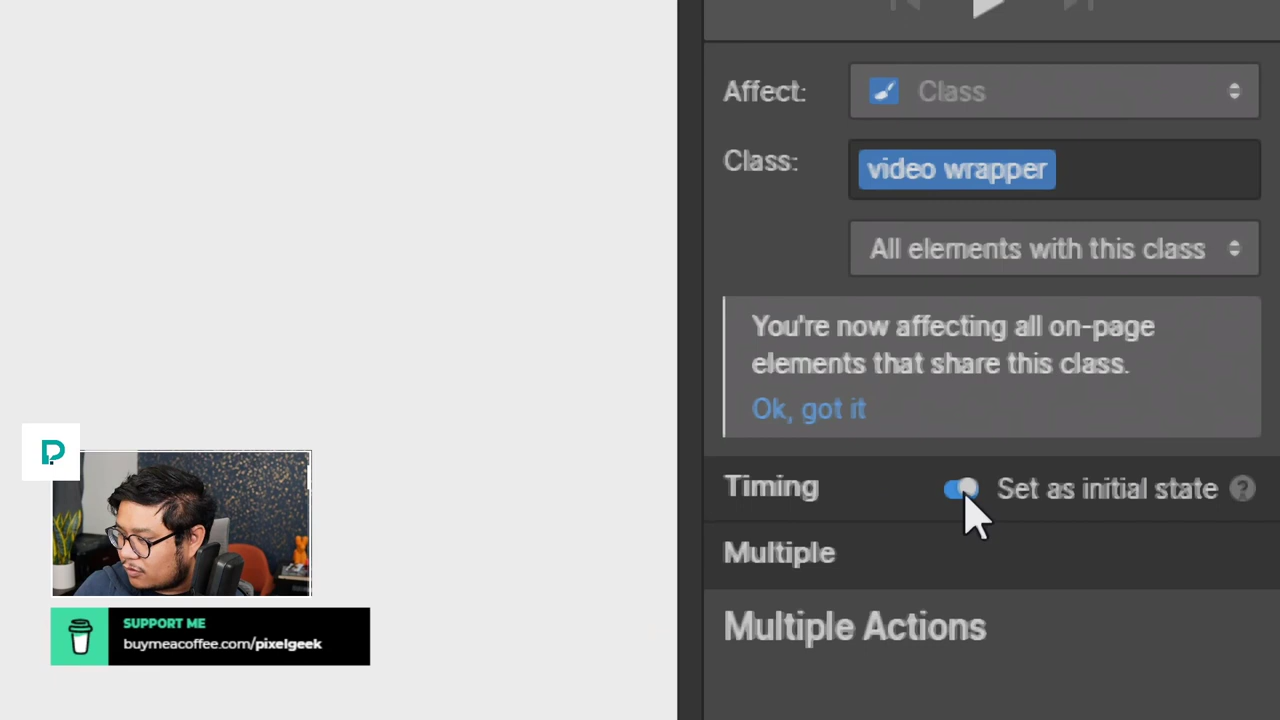 Affect:
Class
Class:
video wrapper
All elements with this class
You're now affecting all on-page
elements that share this class.
Ok, got it
Timing
Set as initial state ?
Multiple
Multiple Actions
SUPPORT ME
buymeacoffee.com/pixelgeek